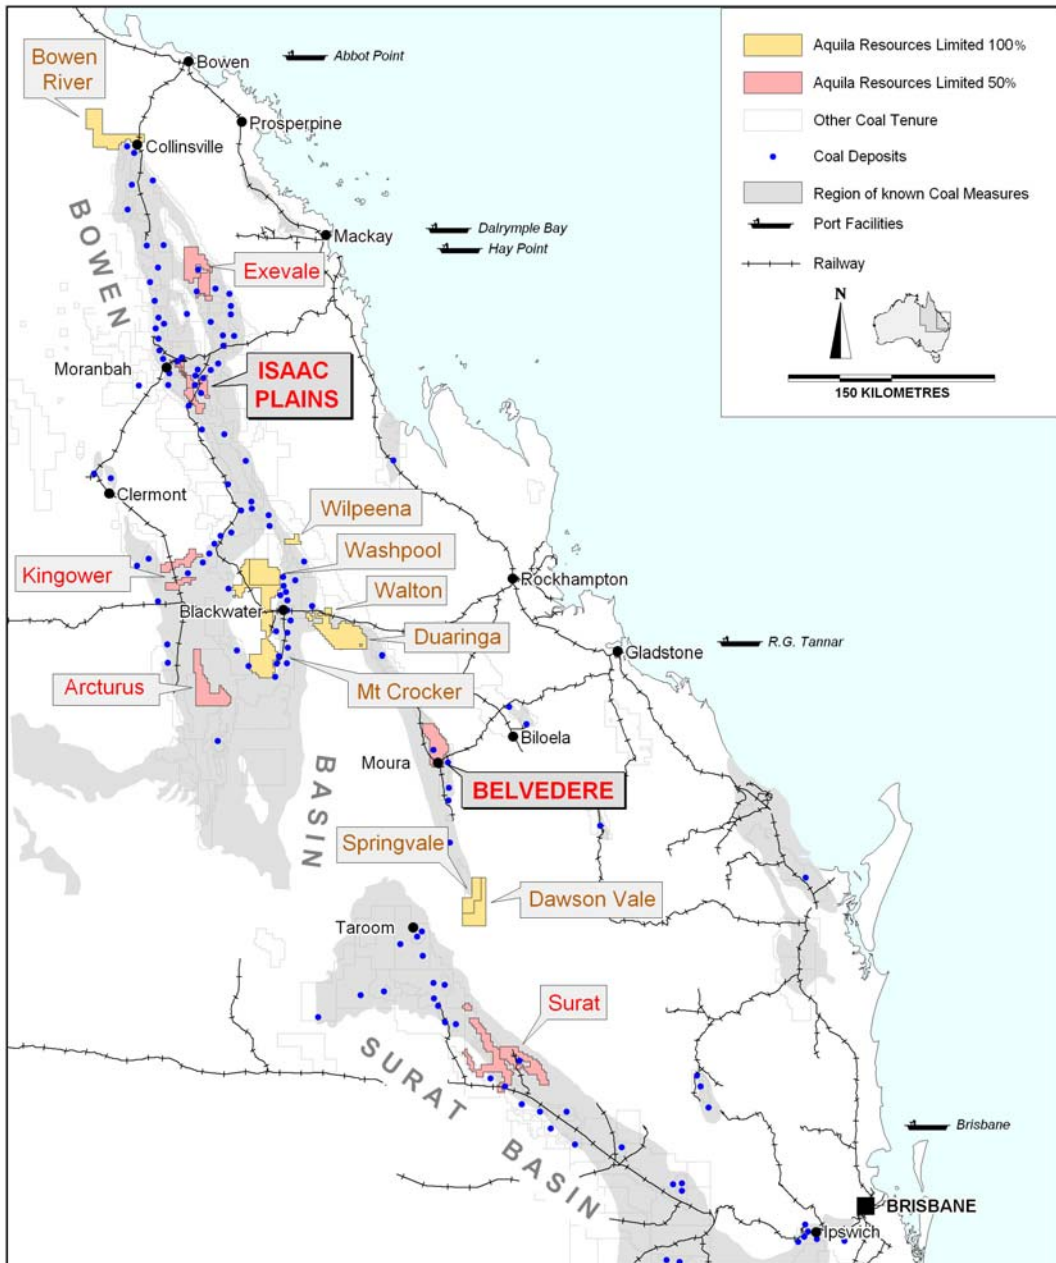 Bowen
River
Bowen
Abbot Point
Prosperpine
Collinsville
BOWEN
Mackay
Dalrymple Bay
Hay Point
Exevale
Moranbah
ISAAC
PLAINS
Clermont
Wilpeena
Washpool
Kingower
Walton
Rockhampton
Blackwater
Duaringa
R.G. Tannar
Gladstone
Arcturus
Mt Crocker
Biloela
Moura
BASIN
BELVEDERE
Springvale
Dawson Vale
Taroom
Surat
SURAT BASIN
Brisbane
BRISBANE
Ipswich
Aquila Resources Limited 100%
Aquila Resources Limited 50%
Other Coal Tenure
Coal Deposits
Region of known Coal Measures
Port Facilities
Railway
N
150 KILOMETRES